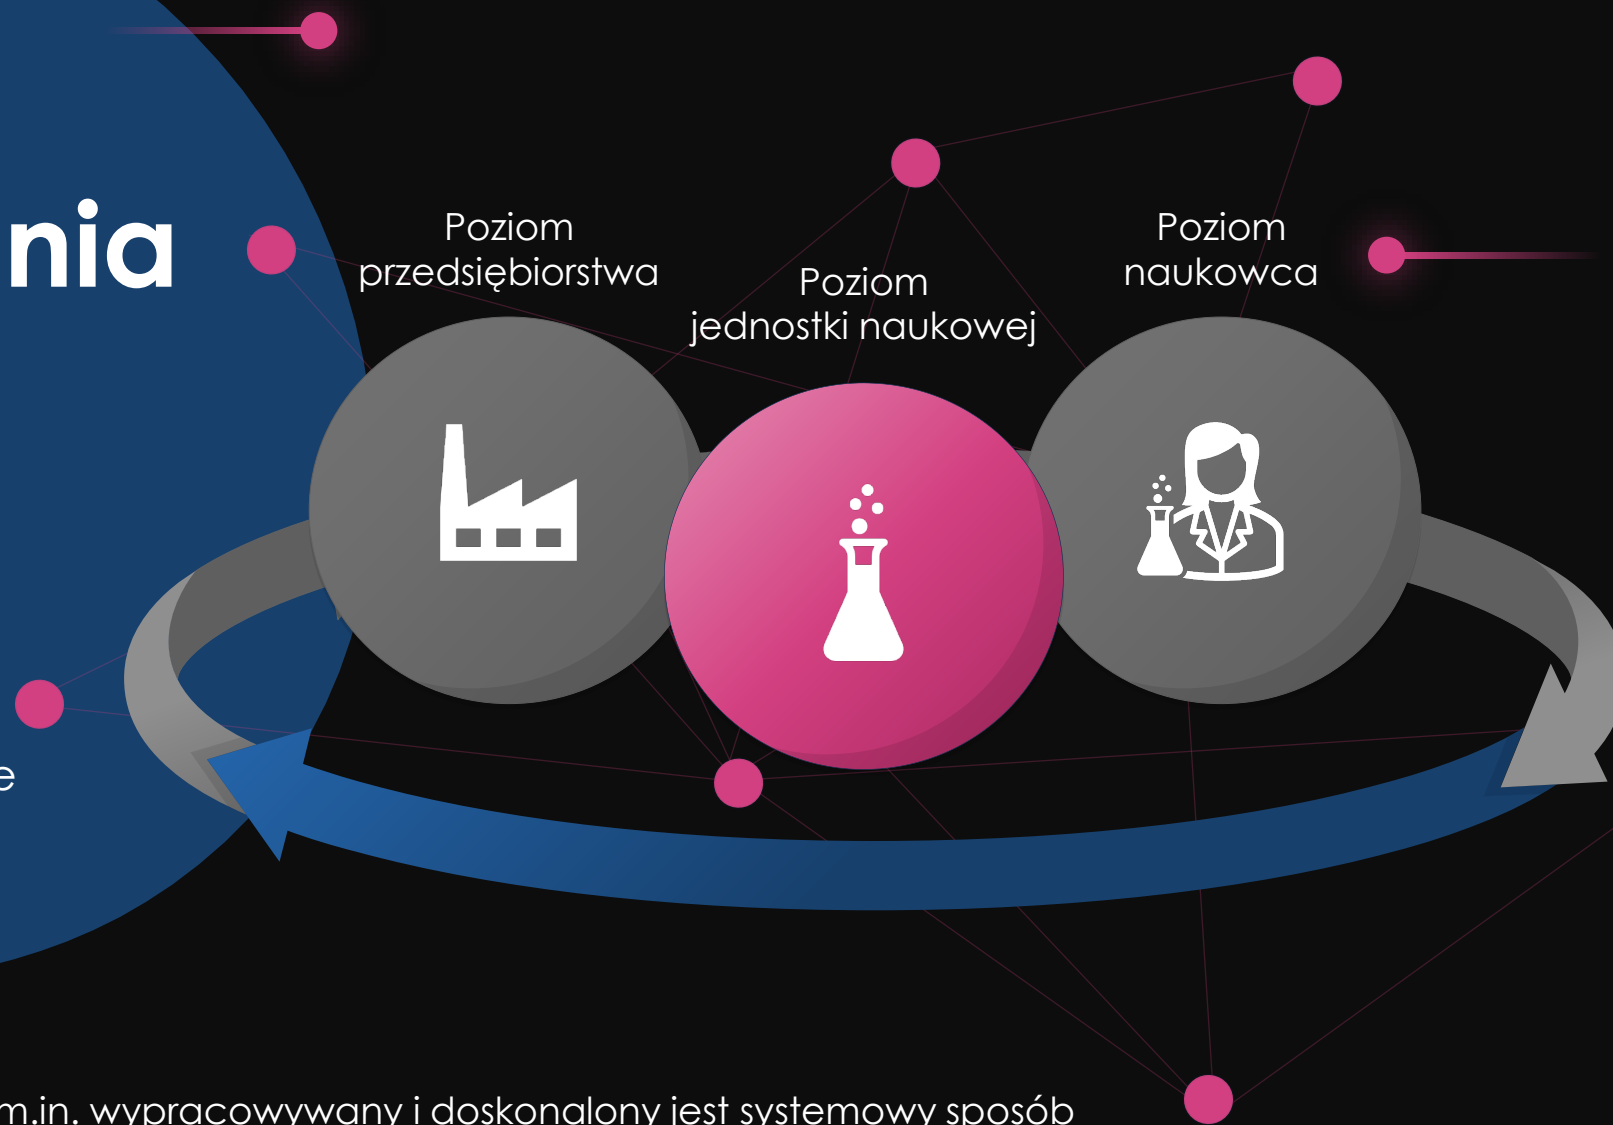 nia
Poziom
przedsiębiorstwa
Poziom
jednostki naukowej
Poziom
naukowca
e
m.in. wypracowywany i doskonalony jest systemowy sposób